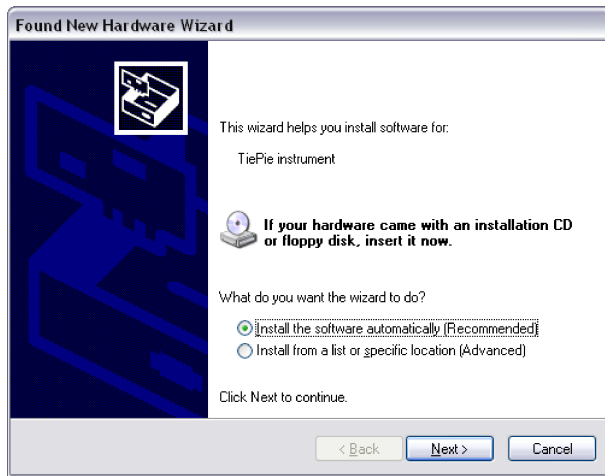 Found New Hardware Wizard
This wizard helps you install software for:
TiePie instrument
If your hardware came with an installation CD
or floppy disk, insert it now.
What do you want the wizard to do?
Install the software automatically (Recommended)
Install from a list or specific location (Advanced)
Click Next to continue.
< Back Next > Cancel